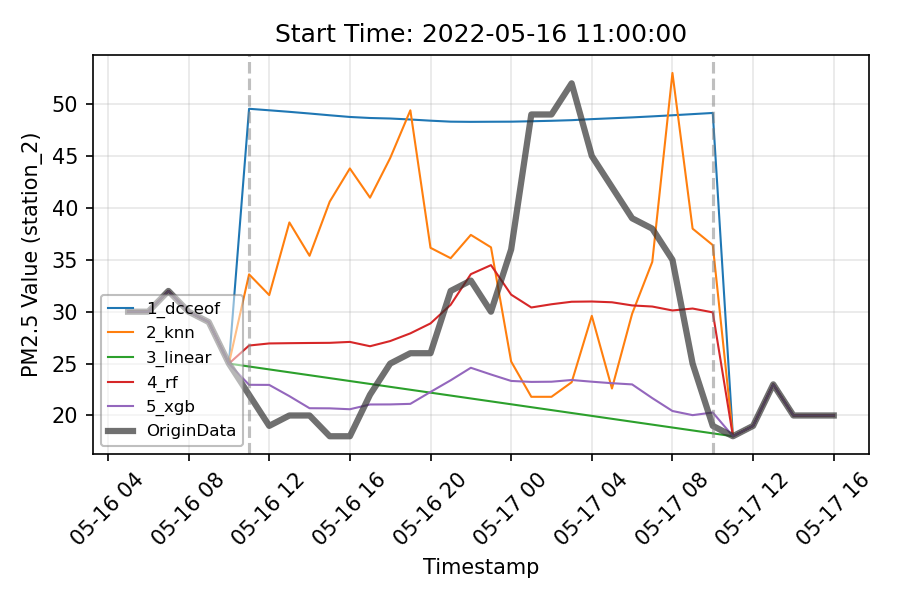 Start Time: 2022-05-16 11:00:00
PM2.5 Value (station_2)
50
45
40
35
30
25
20
1_dcceof
2_knn
3_linear
4_rf
5_xgb
OriginData
05-16 04
05-16 08
05-16 12
05-16 16
05-16 20
05-17 00
05-17 04
05-17 08
05-17 12
05-17 16
Timestamp